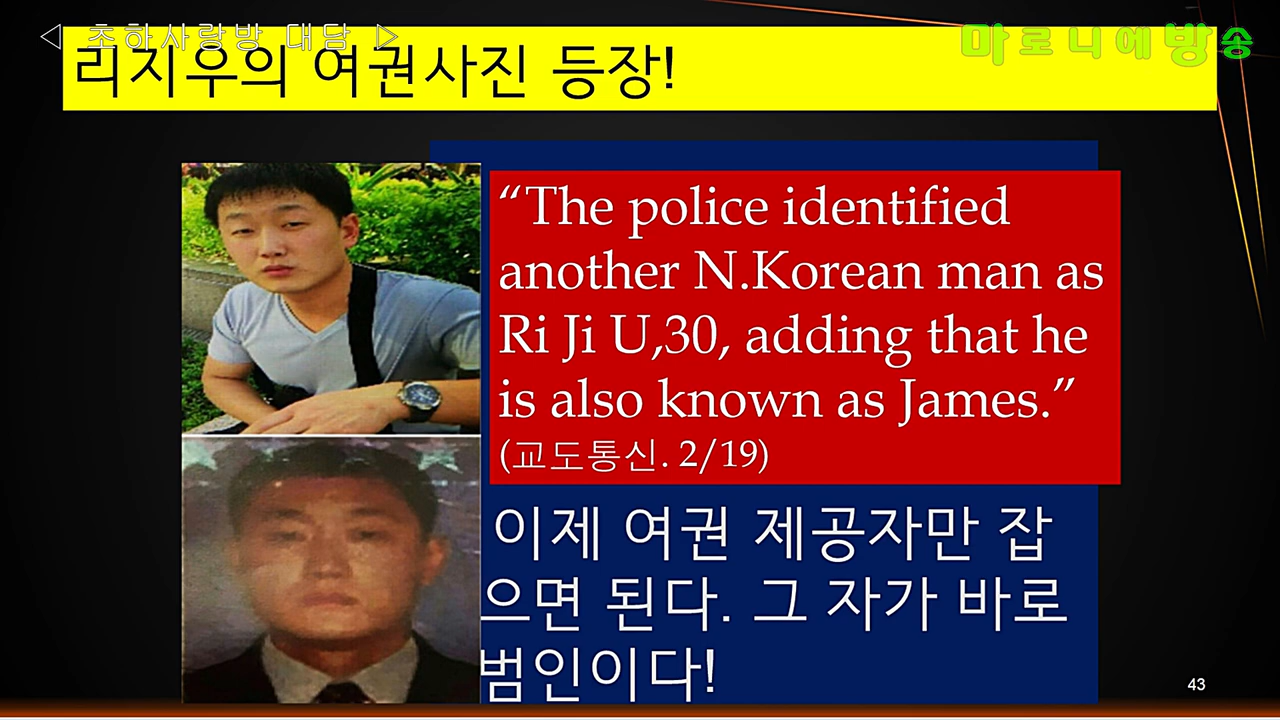 ◁ 초하사랑방 대담 ▷
마로니에방송
리지우의 여권사진 등장!
“The police identified
another N.Korean man as
Ri Ji U,30, adding that he
is also known as James.”
(교도통신. 2/19)
이제 여권 제공자만 잡
으면 된다. 그 자가 바로
범인이다!
43